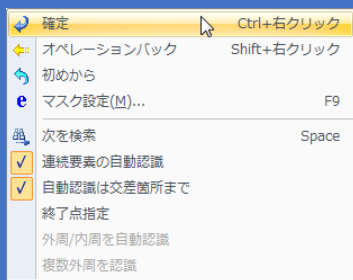 確定 Ctrl+右クリック
オペレーションバック Shift+右クリック
初めから
マスク設定(M)... F9
次を検索 Space
連続要素の自動認識
自動認識は交差箇所まで
終了点指定
外周/内周を自動認識
複数外周を認識